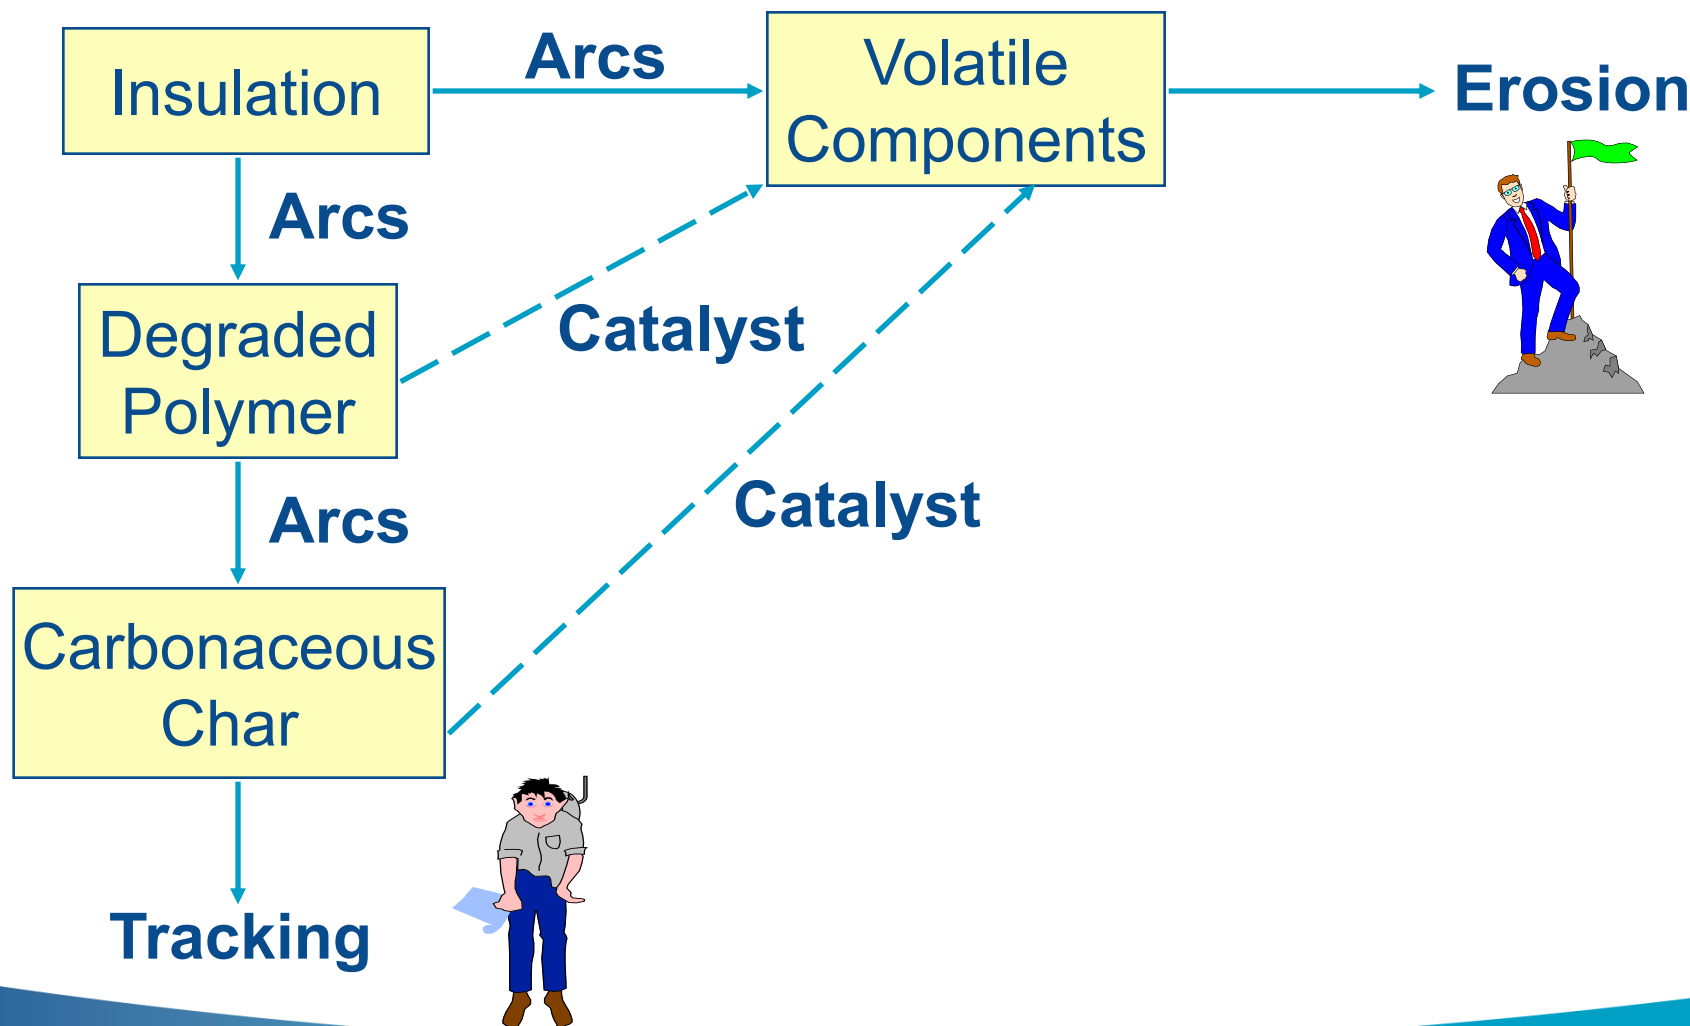 Insulation
Arcs
Volatile
Components
Erosion
Arcs
Degraded
Polymer
Catalyst
Arcs
Catalyst
Carbonaceous
Char
Tracking